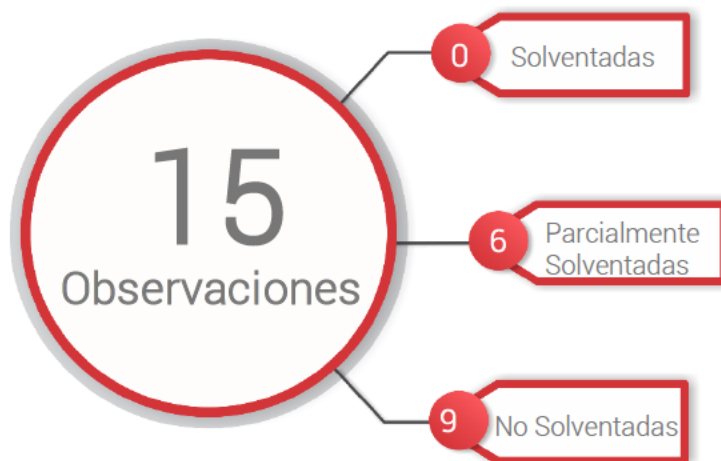 15
Observaciones
0
Solventadas
6
Parcialmente
Solventadas
9
No Solventadas